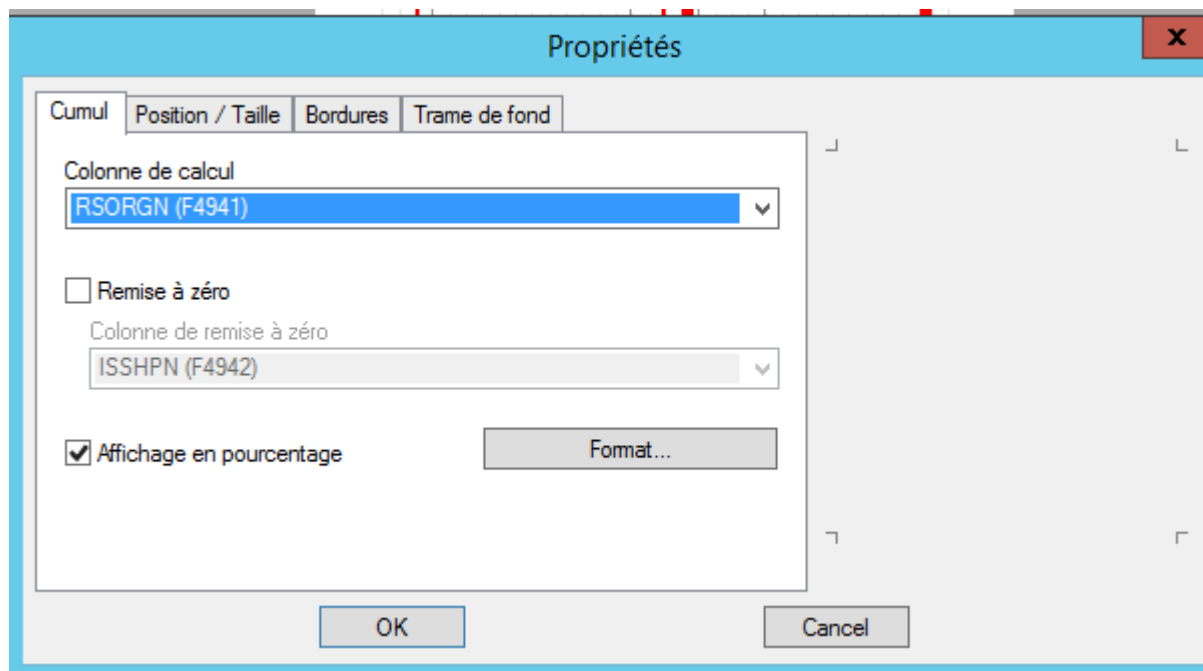 Propriétés
x
Cumul Position / Taille Bordures Trame de fond
Colonne de calcul
RSORGN (F4941)
Remise à zéro
Colonne de remise à zéro
ISSHPN (F4942)
Affichage en pourcentage Format...
OK Cancel